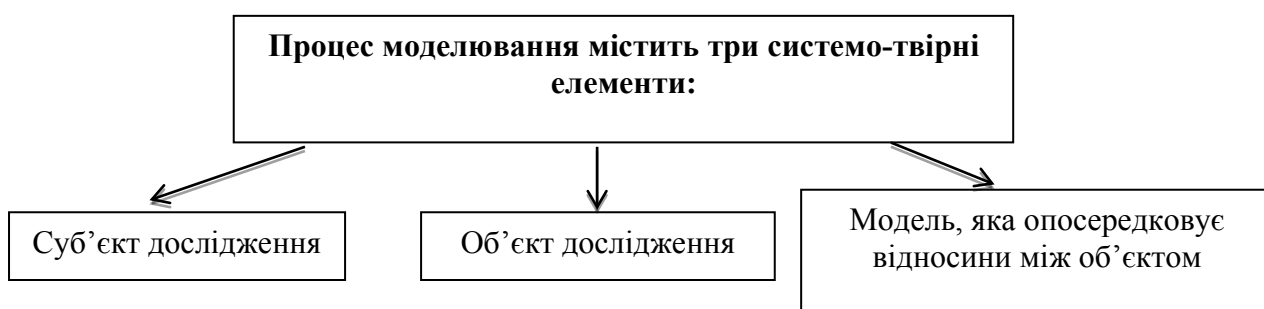 Процес моделювання містить три системо-твірні
елементи:
Суб’єкт дослідження
Об’єкт дослідження
Модель, яка опосередковує
відносини між об’єктом